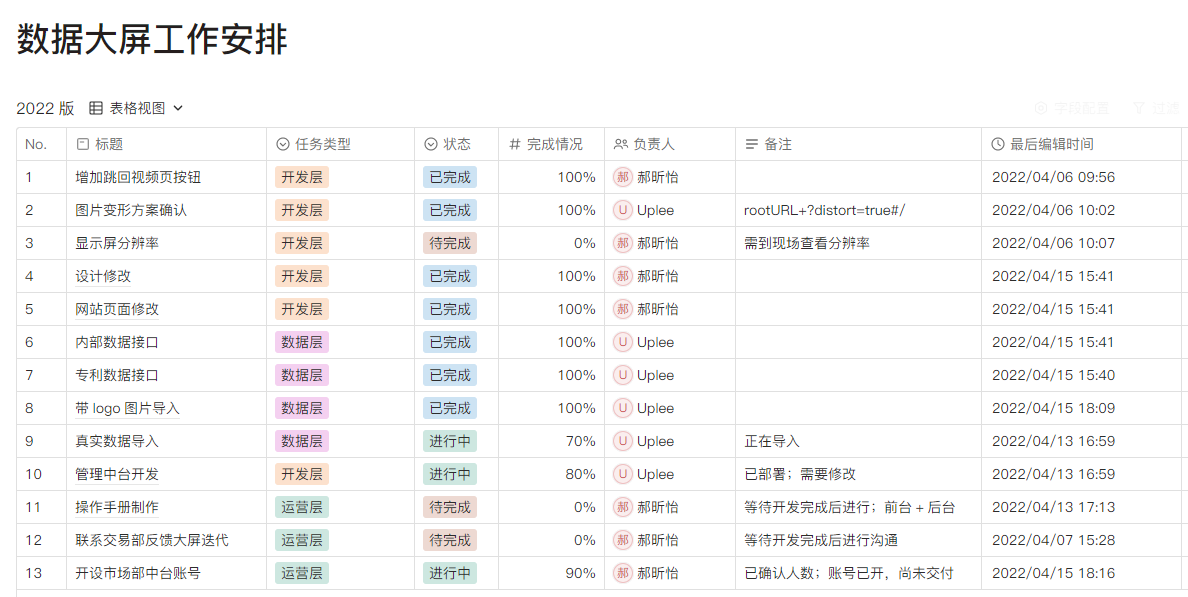 数据大屏工作安排
2022 版 表格视图 字段配置 过滤
No. 标题 任务类型 状态 # 完成情况 负责人 备注 最后编辑时间
1 增加跳回视频页按钮 开发层 已完成 100% 郝 郝昕怡 2022/04/06 09:56
2 图片变形方案确认 开发层 已完成 100% U Uplee rootURL+?distort=true#/ 2022/04/06 10:02
3 显示屏分辨率 开发层 待完成 0% 郝 郝昕怡 需到现场查看分辨率 2022/04/06 10:07
4 设计修改 开发层 已完成 100% 郝 郝昕怡 2022/04/15 15:41
5 网站页面修改 开发层 已完成 100% 郝 郝昕怡 2022/04/15 15:41
6 内部数据接口 数据层 已完成 100% U Uplee 2022/04/15 15:41
7 专利数据接口 数据层 已完成 100% U Uplee 2022/04/15 15:40
8 带 logo 图片导入 数据层 已完成 100% U Uplee 2022/04/15 18:09
9 真实数据导入 数据层 进行中 70% U Uplee 正在导入 2022/04/13 16:59
10 管理中台开发 开发层 进行中 80% U Uplee 已部署；需要修改 2022/04/13 16:59
11 操作手册制作 运营层 待完成 0% 郝 郝昕怡 等待开发完成后进行；前台 + 后台 2022/04/13 17:13
12 联系交易部反馈大屏迭代 运营层 待完成 0% 郝 郝昕怡 等待开发完成后进行沟通 2022/04/07 15:28
13 开设市场部中台账号 运营层 进行中 90% 郝 郝昕怡 已确认人数；账号已开，尚未交付 2022/04/15 18:16